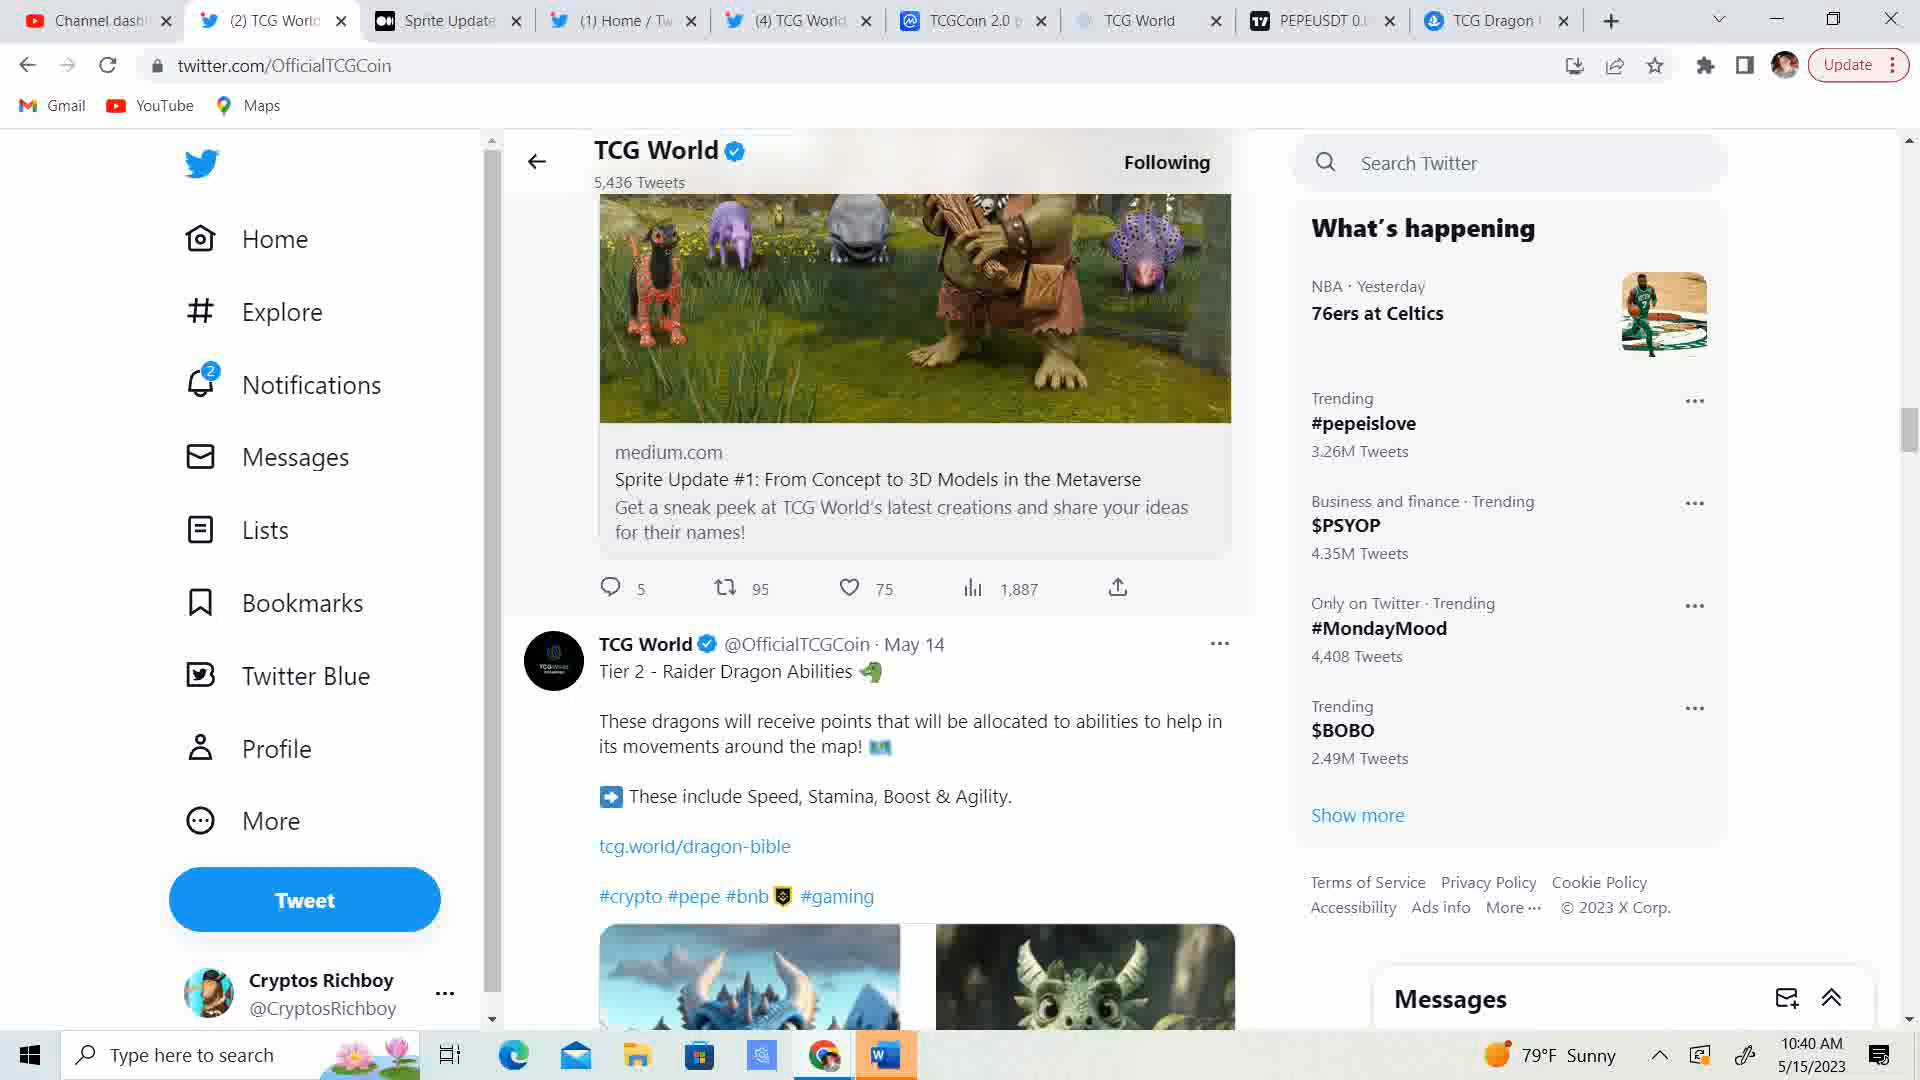 Channel dash
(2) TCG World
Sprite Update
(1) Home / Tw
(4) TCG World
TCGCoin 2.0 p
TCG World
PEPEUSDT 0.0
TCG Dragon
twitter.com/OfficialTCGCoin
Update
Gmail
YouTube
Maps
TCG World
5,436 Tweets
Following
Home
Explore
2
Notifications
Messages
Lists
Bookmarks
Twitter Blue
Profile
More
Tweet
Cryptos Richboy
@CryptosRichboy
medium.com
Sprite Update #1: From Concept to 3D Models in the Metaverse
Get a sneak peek at TCG World's latest creations and share your ideas
for their names!
5
95
75
1,887
TCG World @OfficialTCGCoin · May 14
Tier 2 - Raider Dragon Abilities
These dragons will receive points that will be allocated to abilities to help in
its movements around the map!
These include Speed, Stamina, Boost & Agility.
tcg.world/dragon-bible
#crypto #pepe #bnb #gaming
Search Twitter
What's happening
NBA · Yesterday
76ers at Celtics
Trending
#pepeislove
3.26M Tweets
Business and finance · Trending
$PSYOP
4.35M Tweets
Only on Twitter · Trending
#MondayMood
4,408 Tweets
Trending
$BOBO
2.49M Tweets
Show more
Terms of Service Privacy Policy Cookie Policy
Accessibility Ads info More ··· © 2023 X Corp.
Messages
Type here to search
79°F Sunny
10:40 AM
5/15/2023